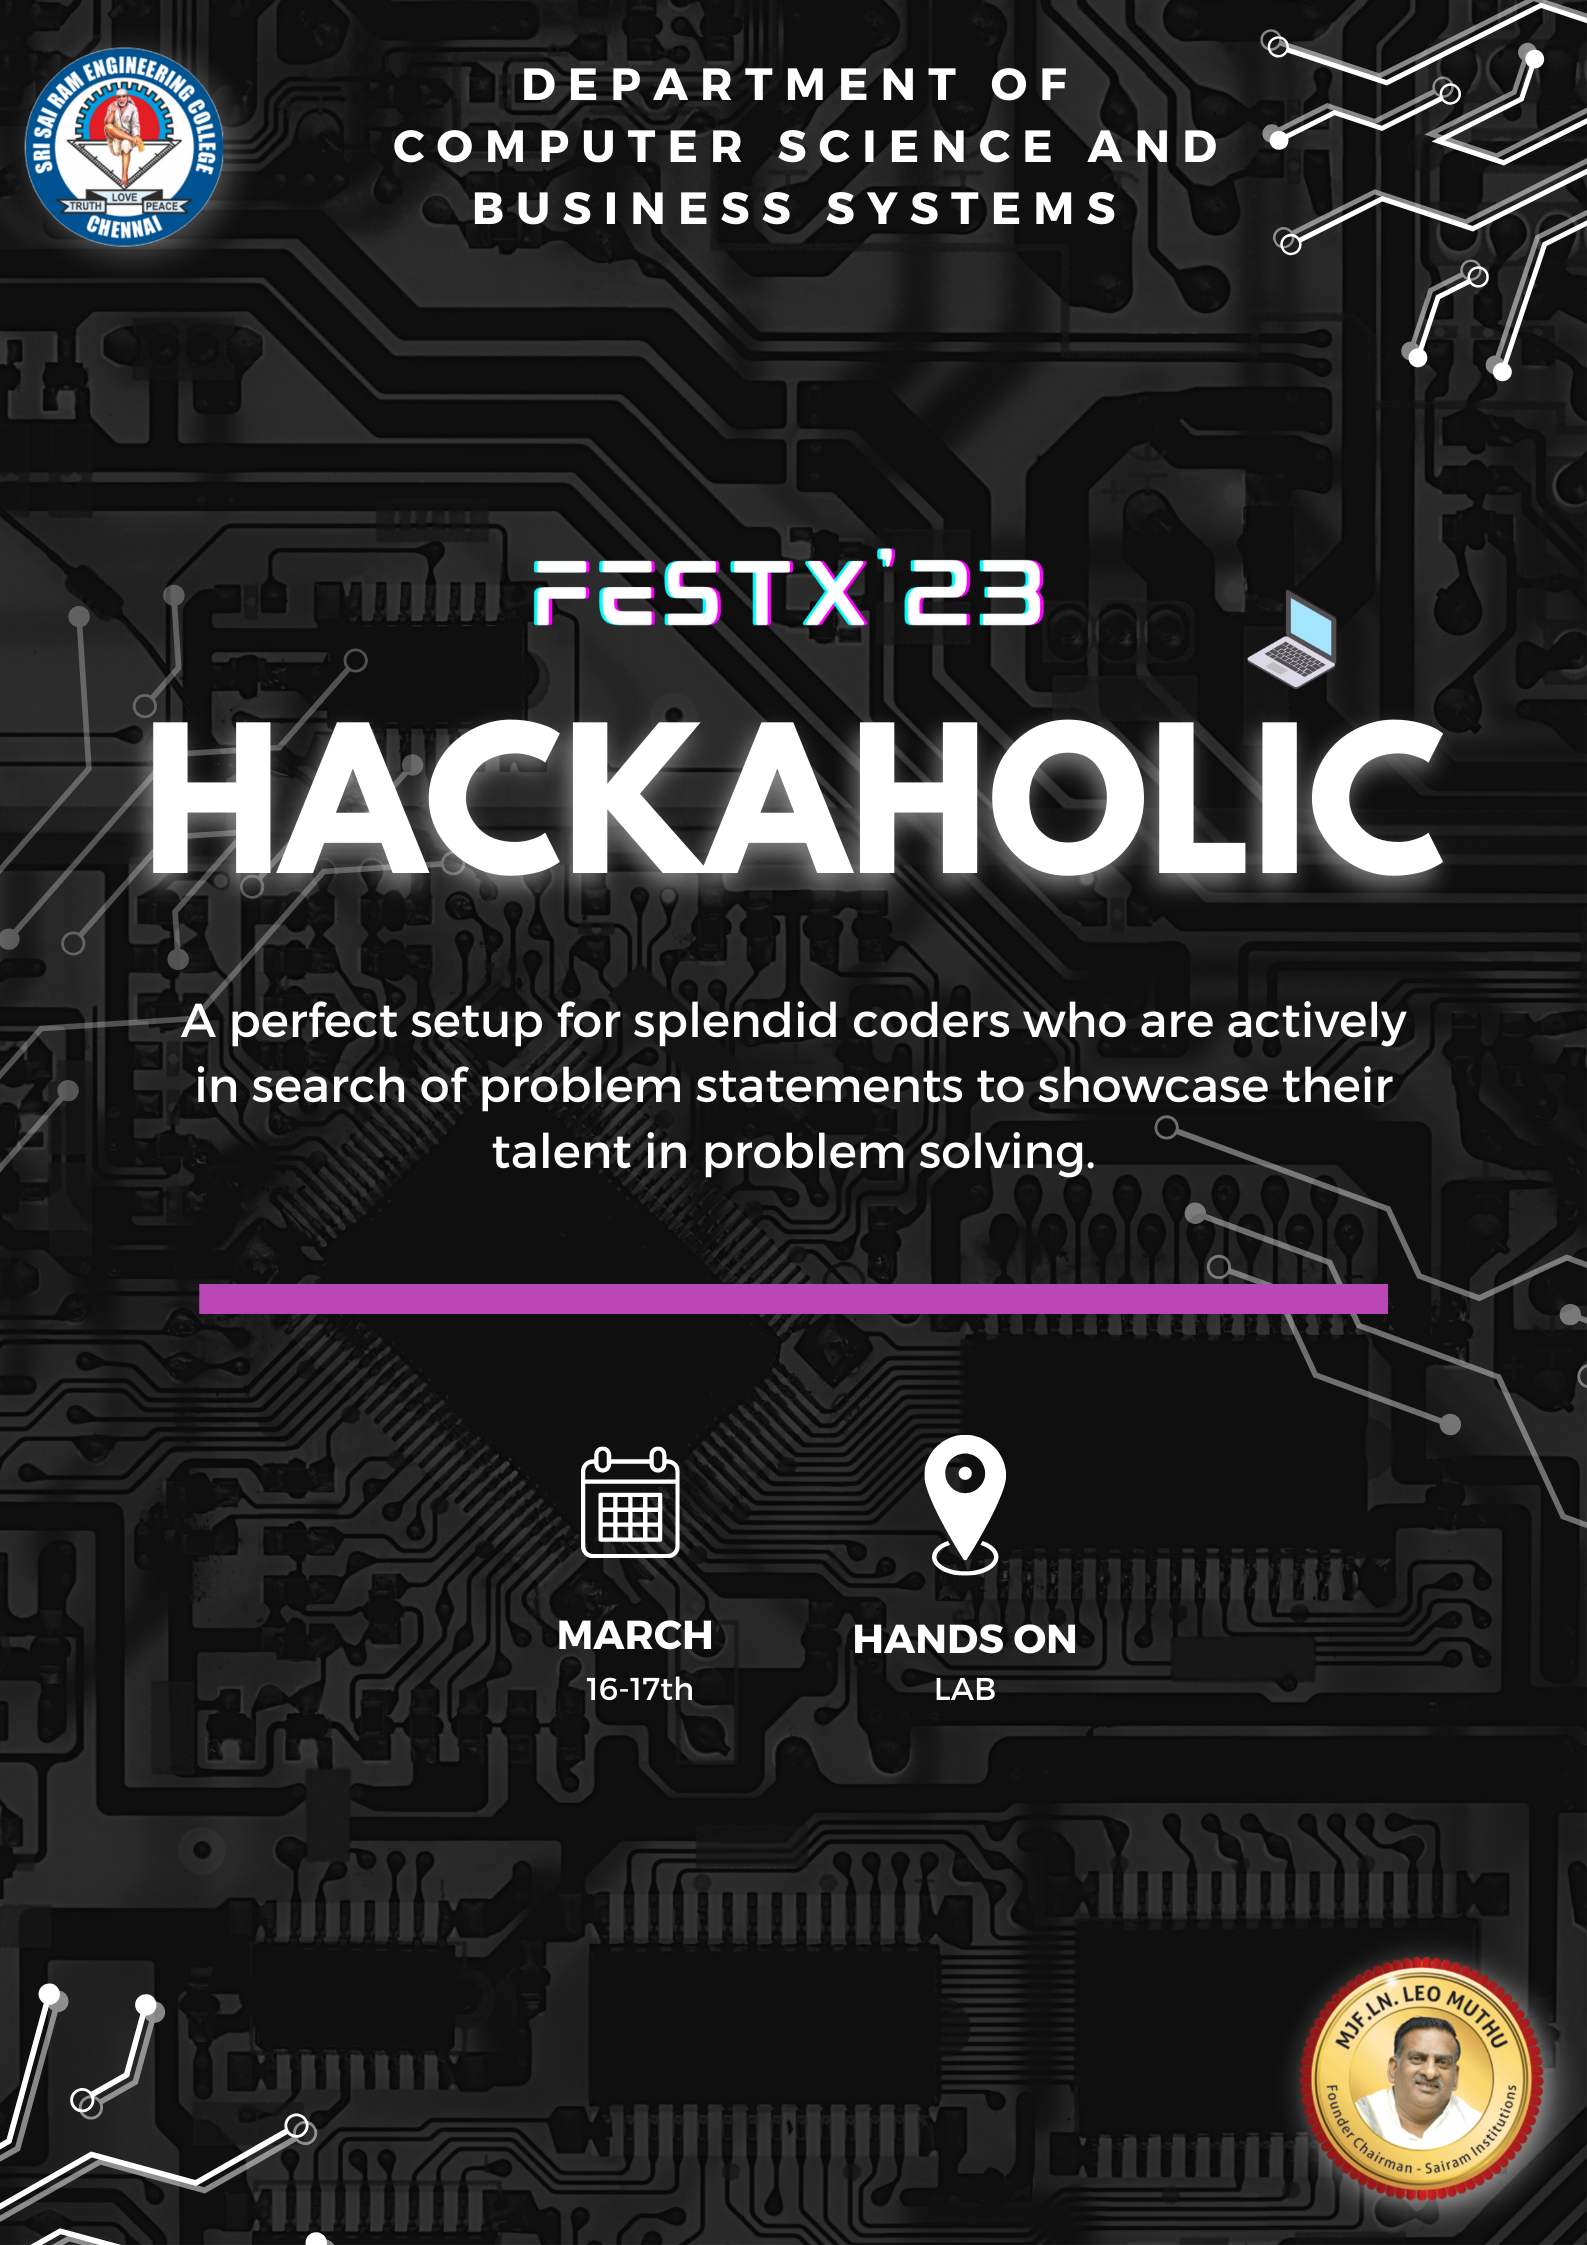 SRI SAI RAM ENGINEERING COLLEGE
TRUTH LOVE PEACE
CHENNAI
DEPARTMENT OF
COMPUTER SCIENCE AND
BUSINESS SYSTEMS
FESTX'23
HACKAHOLIC
A perfect setup for splendid coders who are actively
in search of problem statements to showcase their
talent in problem solving.
MARCH
16-17th
HANDS ON
LAB
MJF.LN. LEO MUTHU
Founder Chairman - Sairam Institutions